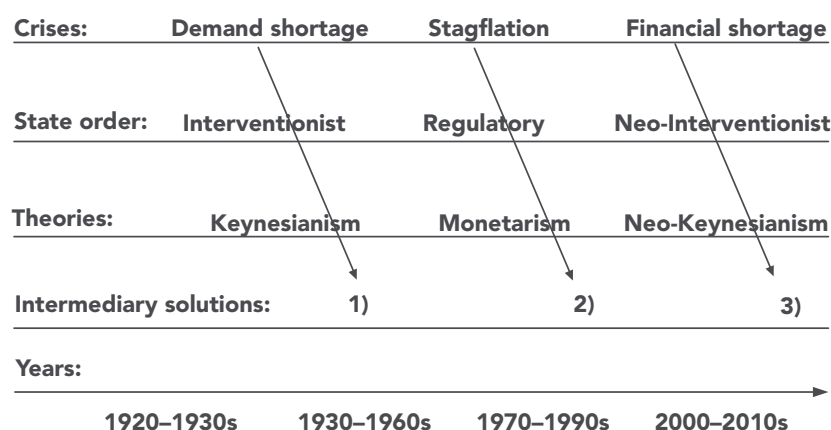 Crises: Demand shortage Stagflation Financial shortage
State order: Interventionist Regulatory Neo-Interventionist
Theories: Keynesianism Monetarism Neo-Keynesianism
Intermediary solutions: 1) 2) 3)
Years:
1920–1930s 1930–1960s 1970–1990s 2000–2010s